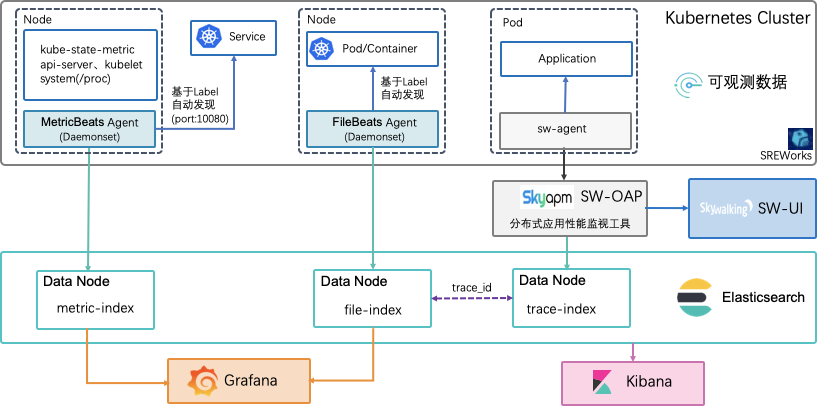 Kubernetes Cluster
可观测数据
SREWorks
Node
kube-state-metric
api-server、kubelet
system(/proc)
MetricBeats Agent
(Daemonset)
Service
基于Label
自动发现
(port:10080)
Node
Pod/Container
基于Label
自动发现
FileBeats Agent
(Daemonset)
Pod
Application
sw-agent
Skyapm SW-OAP
分布式应用性能监视工具
Skywalking SW-UI
Data Node
metric-index
Data Node
file-index
trace_id
Data Node
trace-index
Elasticsearch
Grafana
Kibana